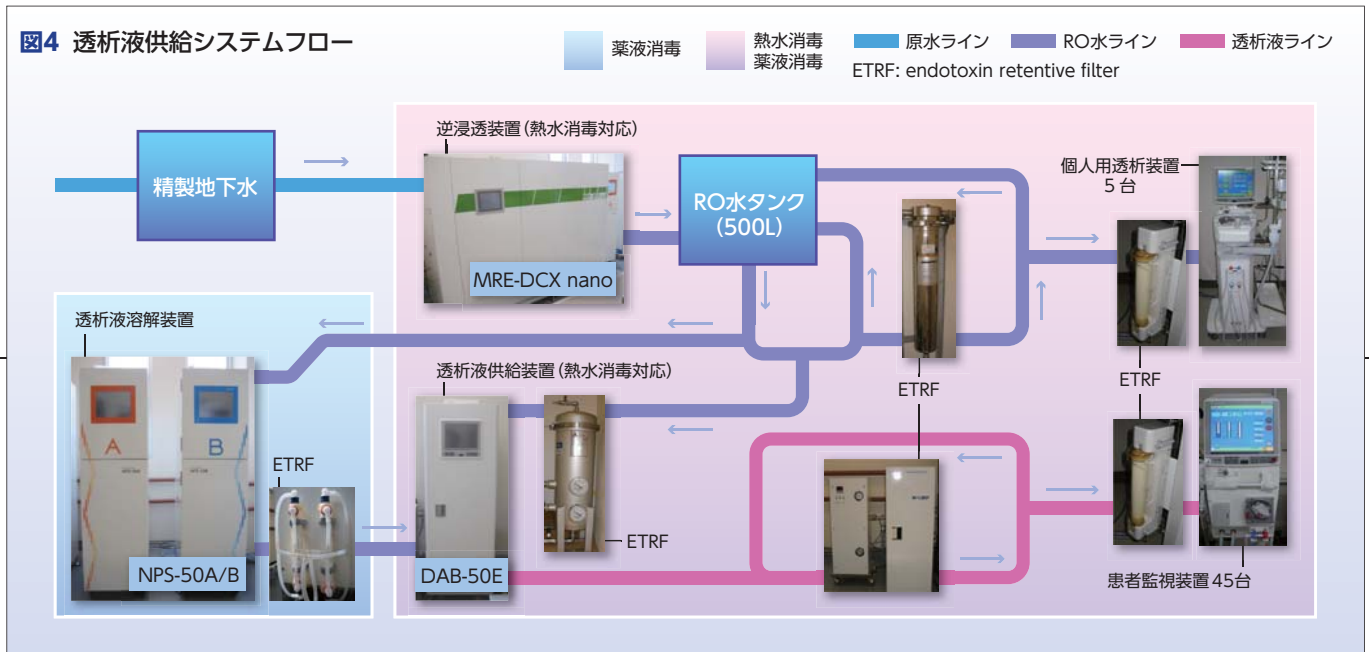 図4 透析液供給システムフロー
薬液消毒
熱水消毒
薬液消毒
原水ライン
RO水ライン
透析液ライン
ETRF: endotoxin retentive filter
精製地下水
逆浸透装置(熱水消毒対応)
MRE-DCX nano
RO水タンク
(500L)
個人用透析装置
5 台
ETRF
ETRF
透析液溶解装置
A
B
NPS-50A/B
ETRF
透析液供給装置(熱水消毒対応)
DAB-50E
ETRF
患者監視装置 45台